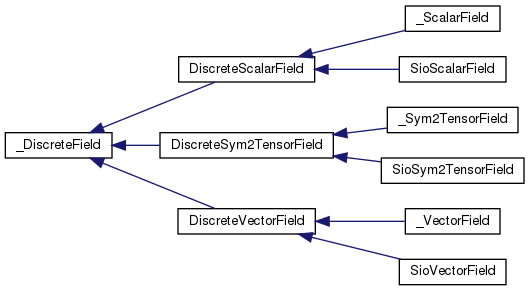 _ScalarField
DiscreteScalarField
SioScalarField
_Sym2TensorField
_DiscreteField
DiscreteSym2TensorField
SioSym2TensorField
DiscreteVectorField
_VectorField
SioVectorField